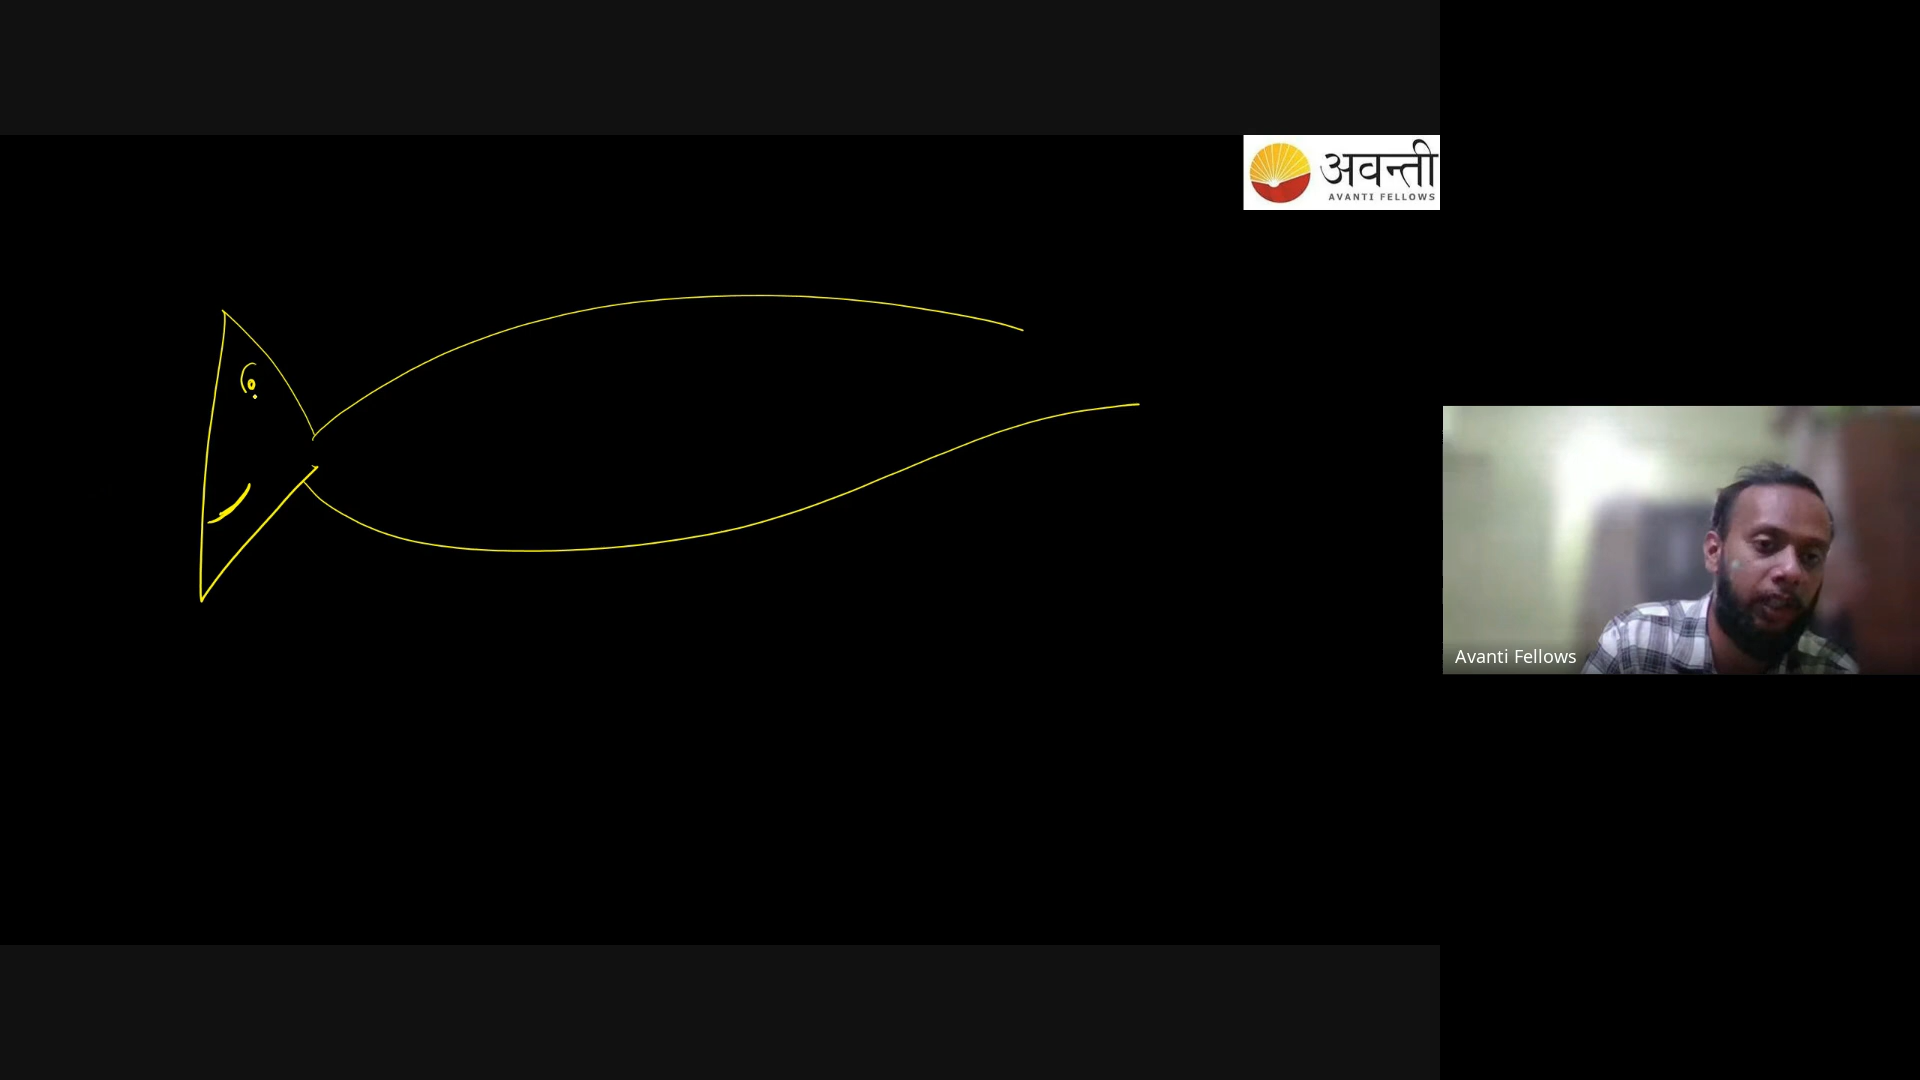 अवन्ती
AVANTI FELLOWS
Avanti Fellows